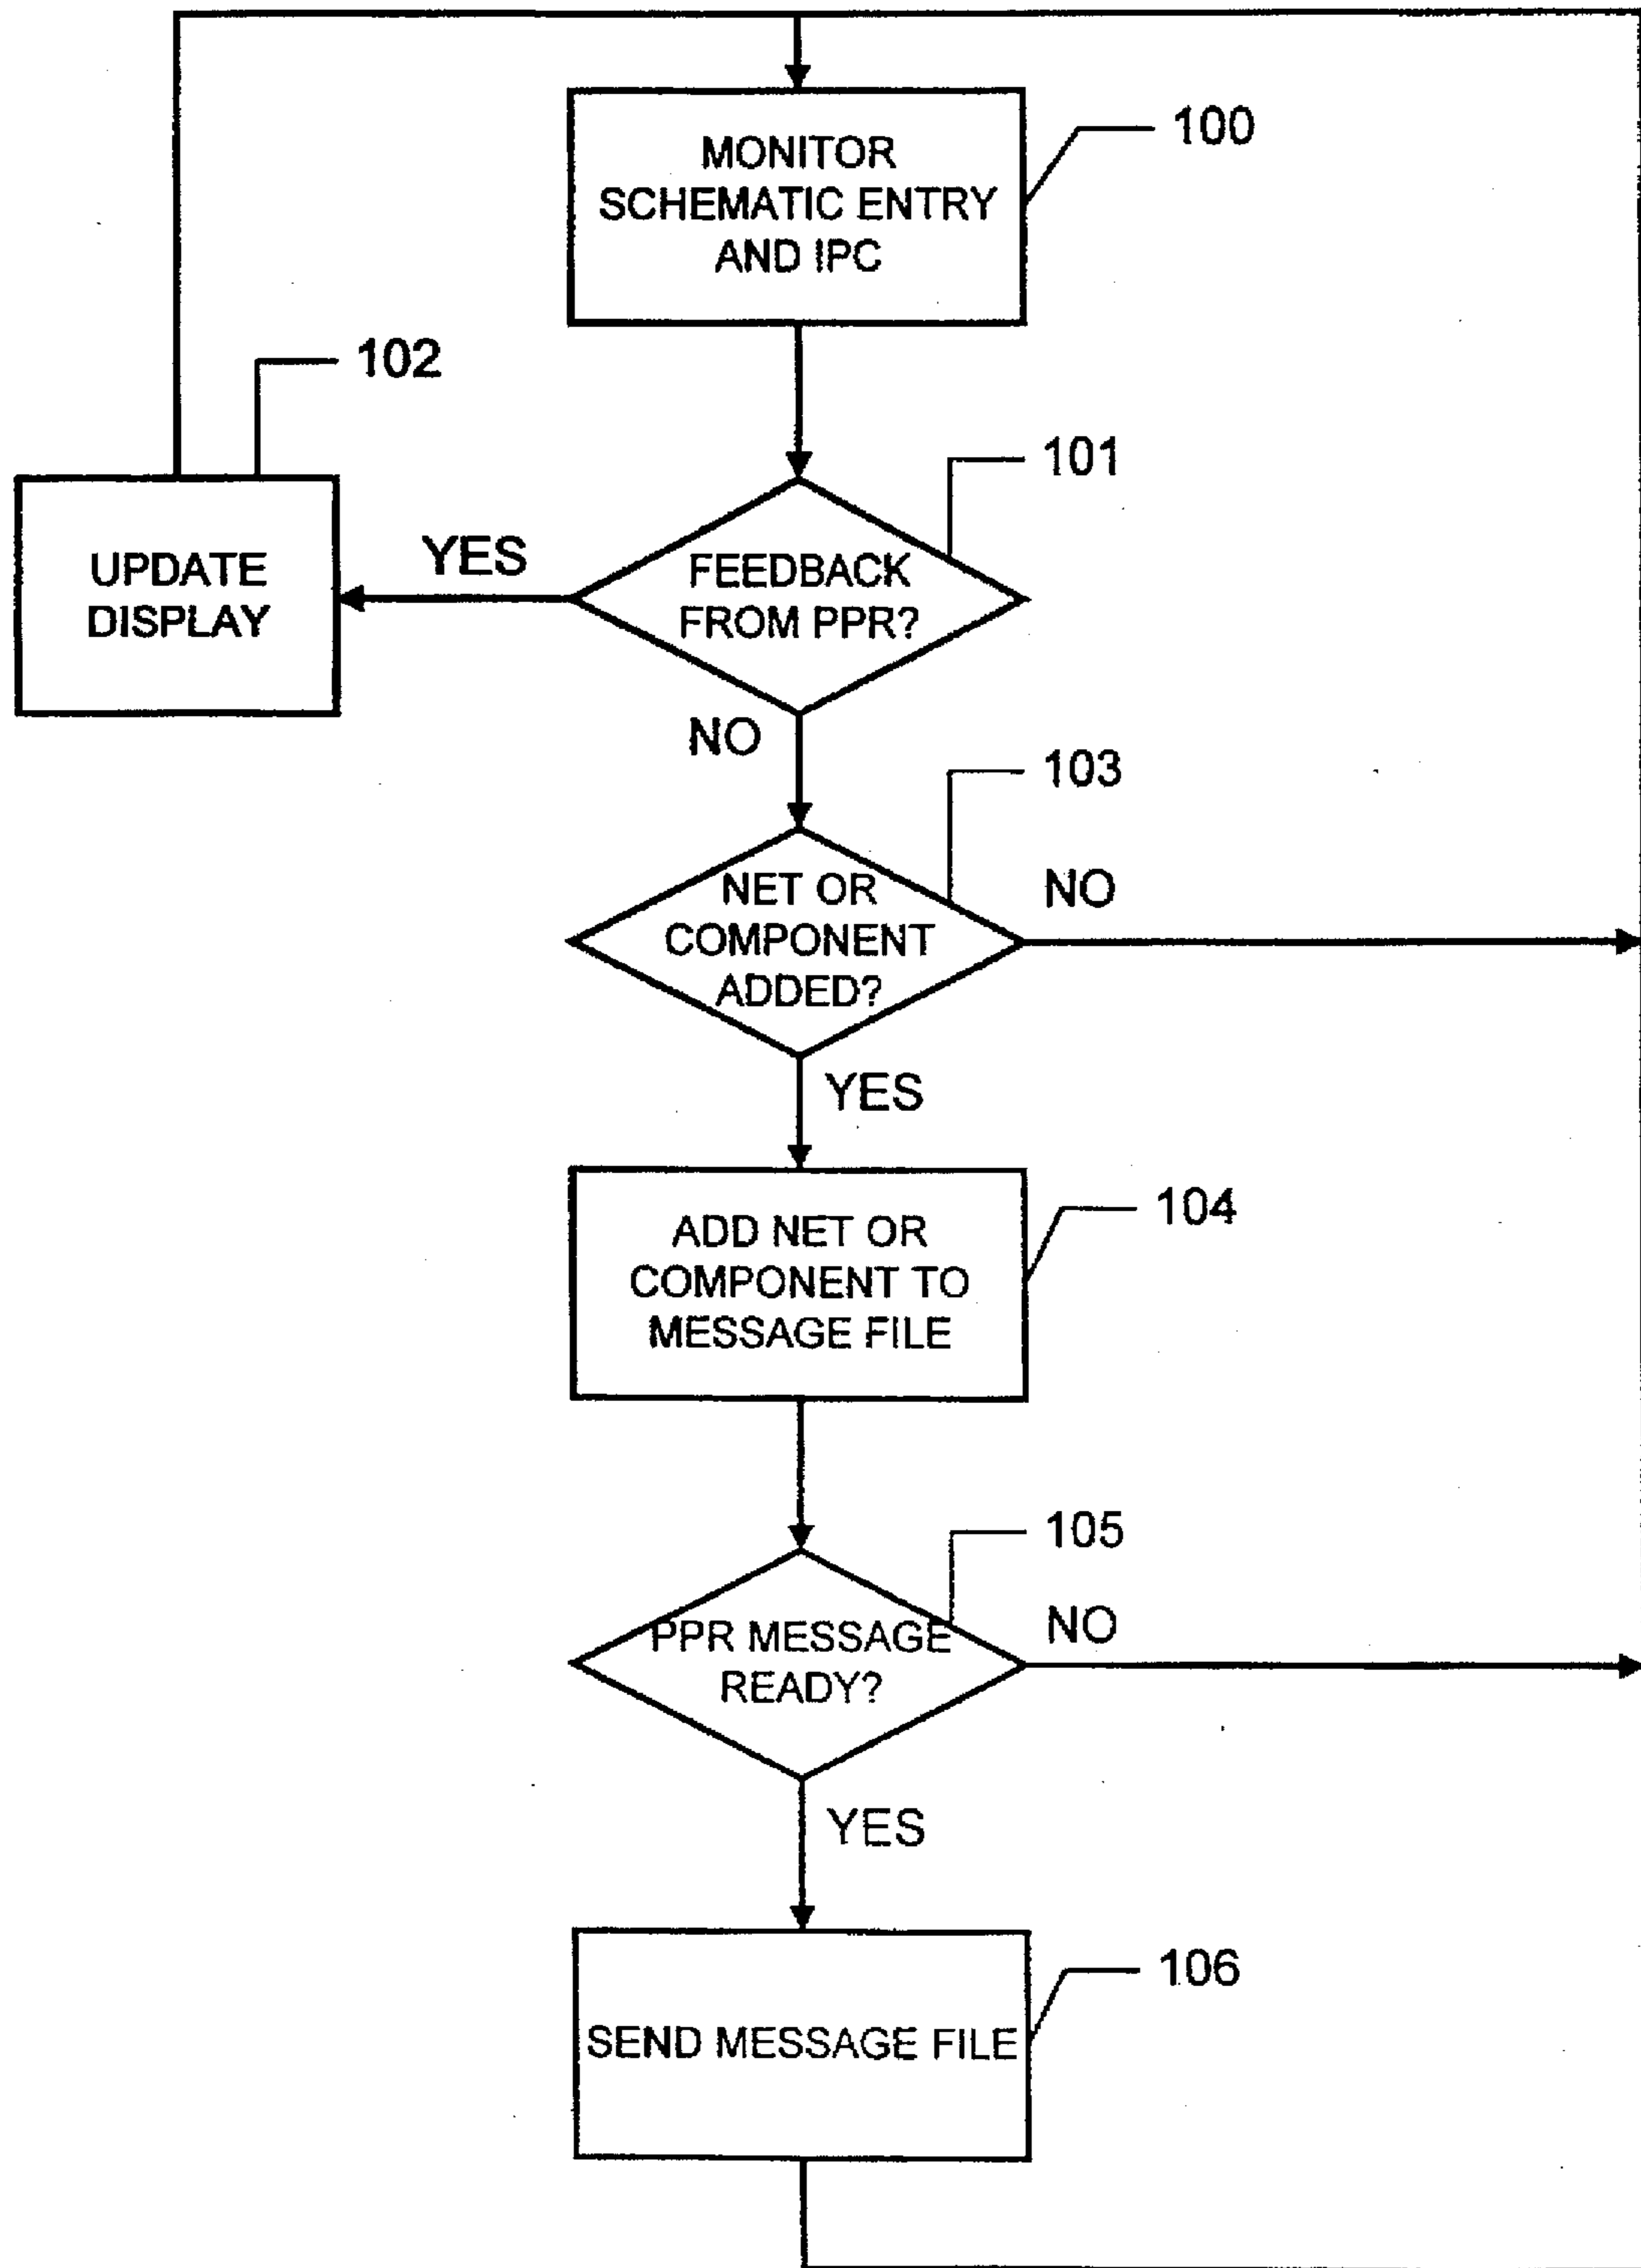 MONITOR
SCHEMATIC ENTRY
AND IPC
100
102
101
UPDATE
DISPLAY
YES
FEEDBACK
FROM PPR?
NO
103
NET OR
COMPONENT
ADDED?
NO
YES
ADD NET OR
COMPONENT TO
MESSAGE FILE
104
105
PPR MESSAGE
READY?
NO
YES
106
SEND MESSAGE FILE